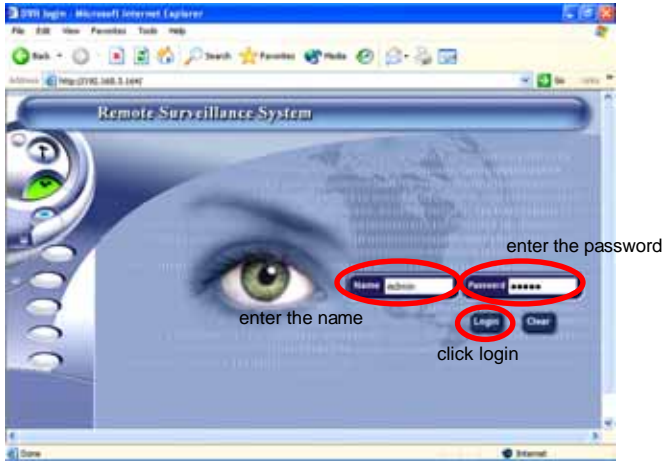 DVR login - Microsoft Internet Explorer
File Edit View Favorites Tools Help
Back Search Favorites Media
Address Go Links
Remote Surveillance System
enter the password
Name admin Password ●●●●●
enter the name
Login Clear
click login
Done Internet